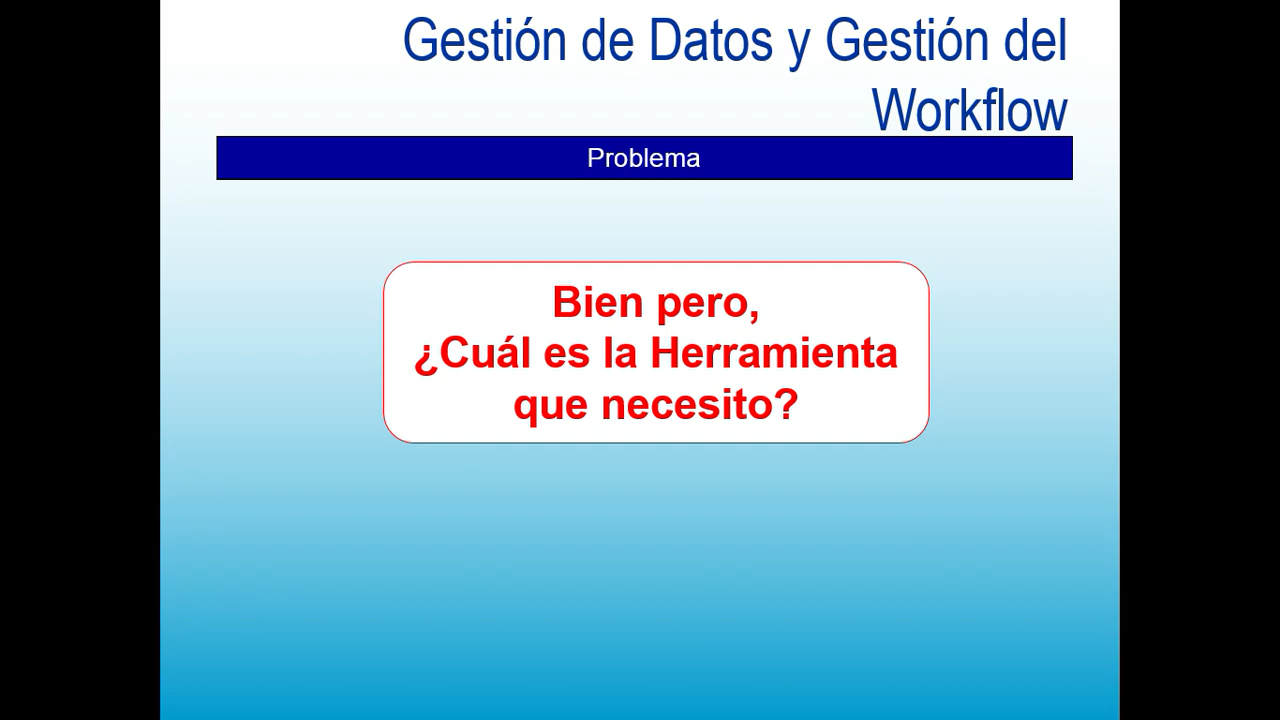 Gestión de Datos y Gestión del
Workflow
Problema
Bien pero,
¿Cuál es la Herramienta
que necesito?